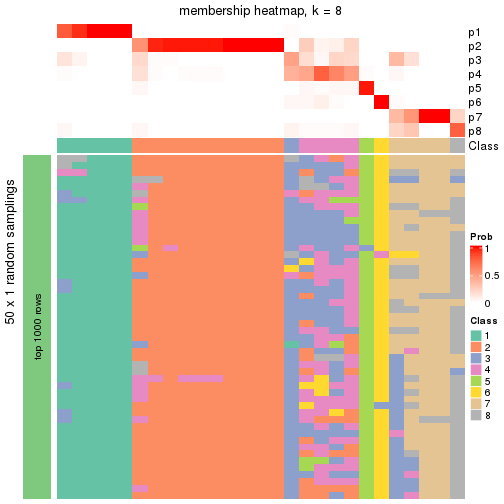 membership heatmap, k = 8
p1
p2
p3
p4
p5
p6
p7
p8
Class
50 x 1 random samplings
top 1000 rows
Prob
1
0.5
0
Class
1
2
3
4
5
6
7
8